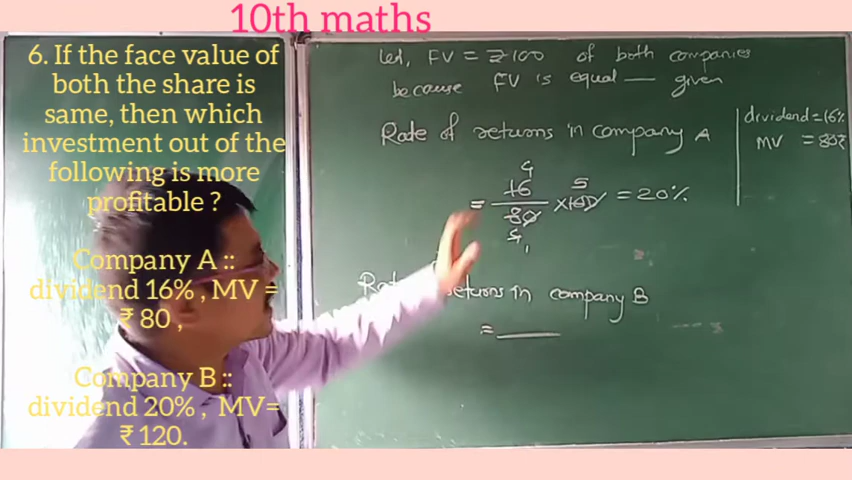 10th maths
6. If the face value of
both the share is
same, then which
investment out of the
following is more
profitable ?
Company A ::
dividend 16% , MV =
₹ 80 ,
Company B ::
dividend 20% , MV=
₹ 120.
Let, FV = ₹100 of both companies
because FV is equal — given
Rate of returns in company A
dividend = 16%
MV = 80₹
4
16 5
= —— ×100 = 20%
80
4 1
Rate returns in company B
= ——